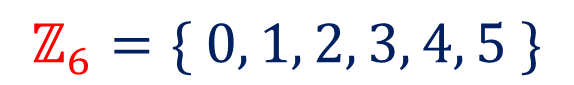 ℤ₆ = { 0, 1, 2, 3, 4, 5 }